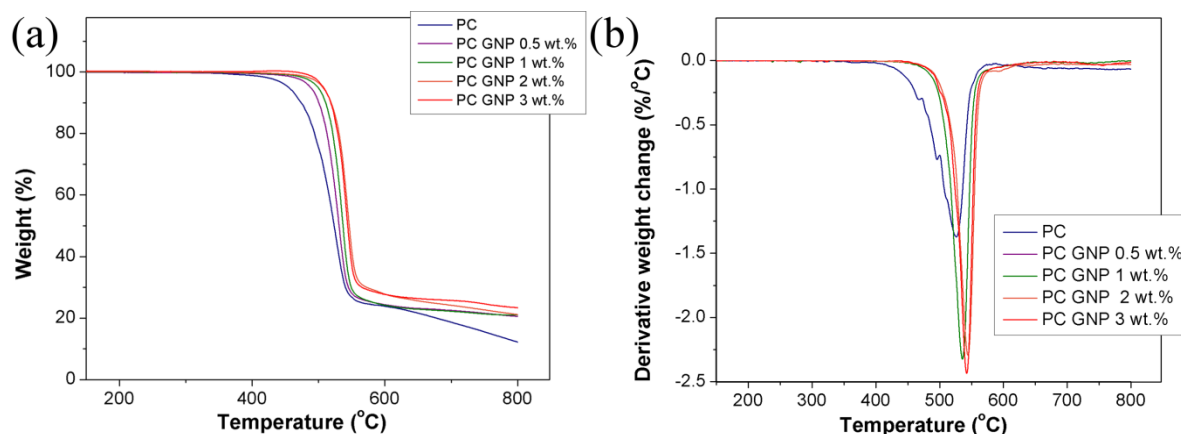 (a)
PC
PC GNP 0.5 wt.%
PC GNP 1 wt.%
PC GNP 2 wt.%
PC GNP 3 wt.%
100
80
60
40
20
0
Weight (%)
200
400
600
800
Temperature (°C)
(b)
0.0
-0.5
-1.0
-1.5
-2.0
-2.5
Derivative weight change (%/°C)
PC
PC GNP 0.5 wt.%
PC GNP 1 wt.%
PC GNP 2 wt.%
PC GNP 3 wt.%
200
300
400
500
600
700
800
Temperature (°C)